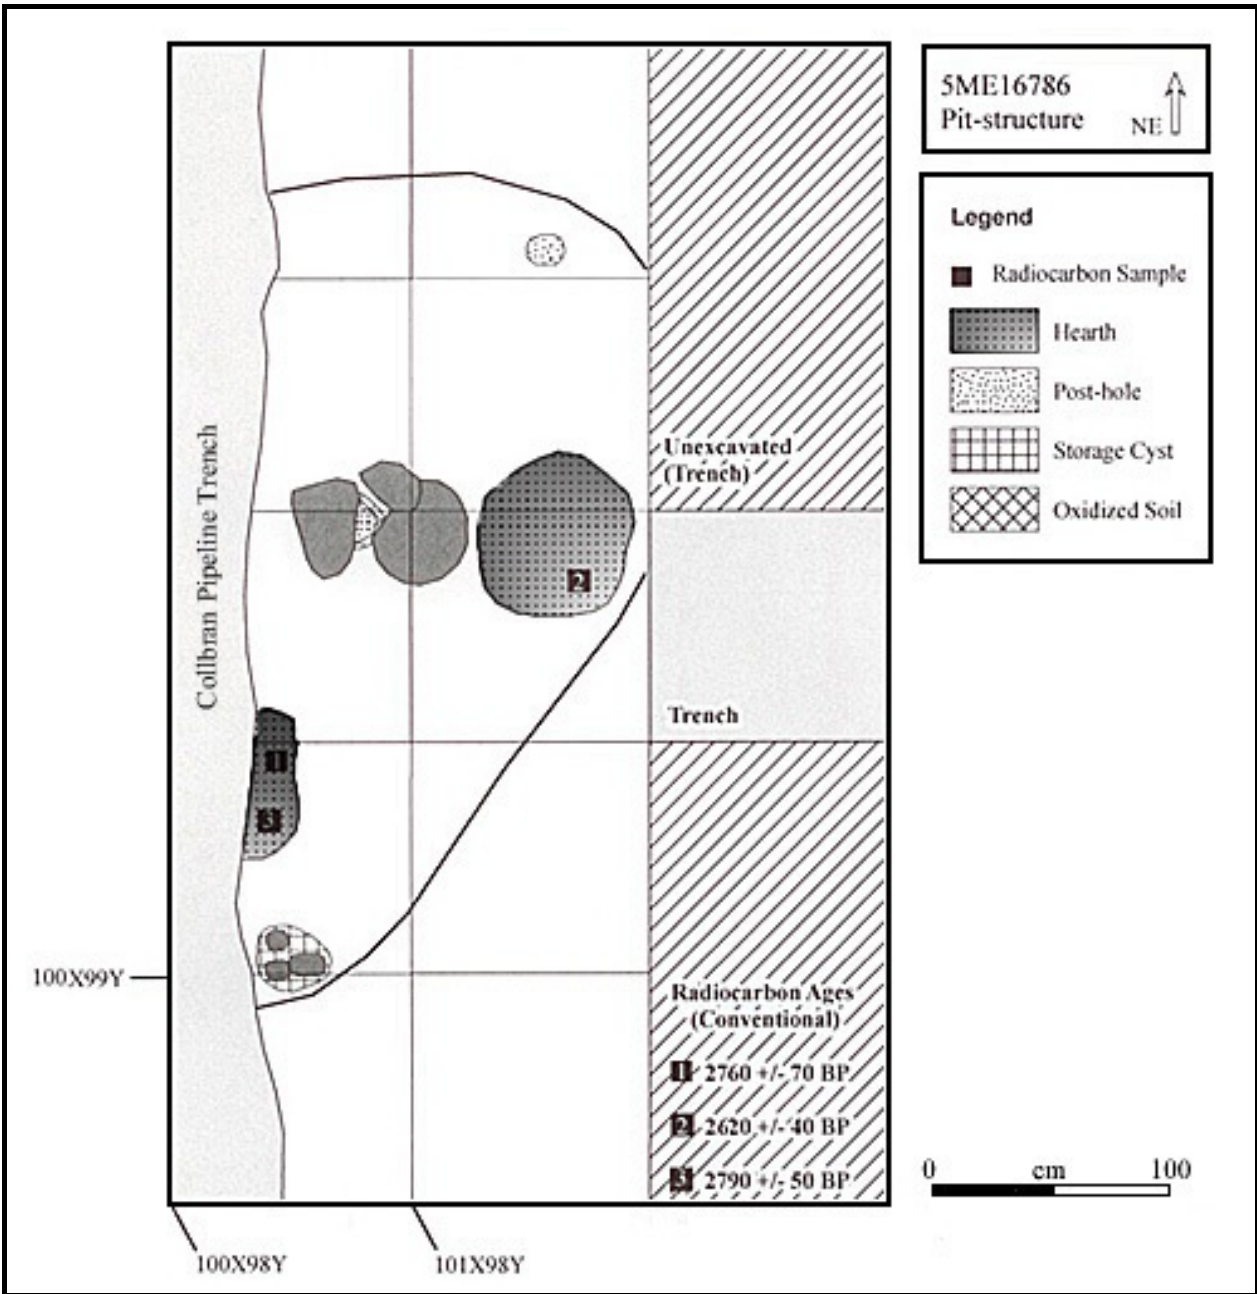 5ME16786
Pit-structure
NE
Legend
Radiocarbon Sample
Hearth
Post-hole
Storage Cyst
Oxidized Soil
Collbran Pipeline Trench
Unexcavated
(Trench)
2
Trench
1
3
100X99Y
Radiocarbon Ages
(Conventional)
1 2760 +/- 70 BP
2 2620 +/- 40 BP
3 2790 +/- 50 BP
0 cm 100
100X98Y
101X98Y